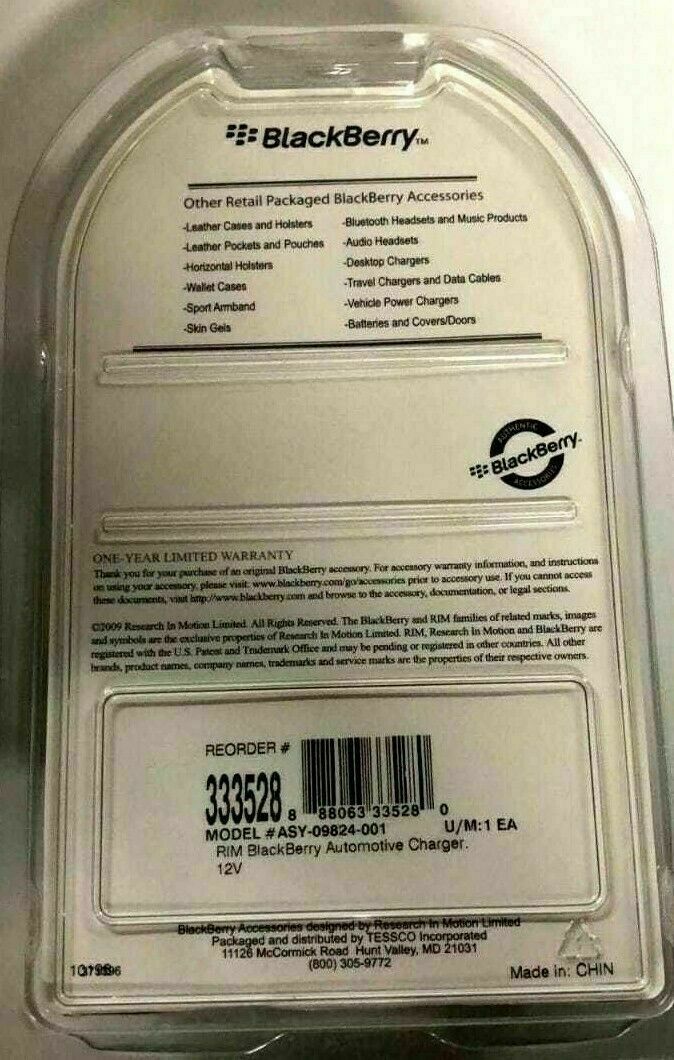 BlackBerry™
Other Retail Packaged BlackBerry Accessories
-Leather Cases and Holsters
-Leather Pockets and Pouches
-Horizontal Holsters
-Wallet Cases
-Sport Armband
-Skin Gels
-Bluetooth Headsets and Music Products
-Audio Headsets
-Desktop Chargers
-Travel Chargers and Data Cables
-Vehicle Power Chargers
-Batteries and Covers/Doors
AUTHENTIC
BlackBerry
ACCESSORIES
ONE-YEAR LIMITED WARRANTY
Thank you for your purchase of an original BlackBerry accessory. For accessory warranty information, and instructions
on using your accessory, please visit: www.blackberry.com/go/accessories prior to accessory use. If you cannot access
these documents, visit http://www.blackberry.com and browse to the accessory, documentation, or legal sections.
©2009 Research In Motion Limited. All Rights Reserved. The BlackBerry and RIM families of related marks, images
and symbols are the exclusive properties of Research In Motion Limited. RIM, Research In Motion and BlackBerry are
registered with the U.S. Patent and Trademark Office and may be pending or registered in other countries. All other
brands, product names, company names, trademarks and service marks are the properties of their respective owners.
REORDER #
333528
8 88063 33528 0
MODEL #ASY-09824-001 U/M:1 EA
RIM BlackBerry Automotive Charger.
12V
BlackBerry Accessories designed by Research In Motion Limited
Packaged and distributed by TESSCO Incorporated
11126 McCormick Road Hunt Valley, MD 21031
(800) 305-9772
Made in: CHIN